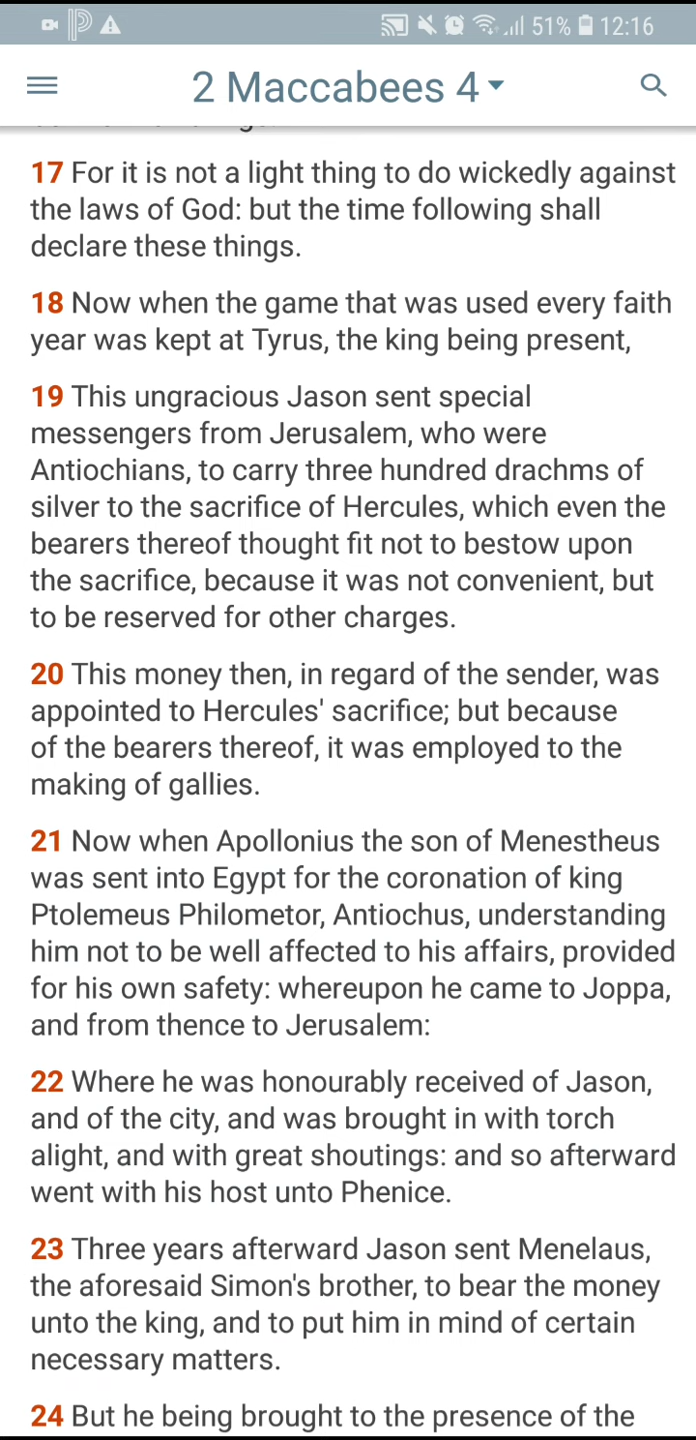 51% 12:16
2 Maccabees 4
17 For it is not a light thing to do wickedly against
the laws of God: but the time following shall
declare these things.
18 Now when the game that was used every faith
year was kept at Tyrus, the king being present,
19 This ungracious Jason sent special
messengers from Jerusalem, who were
Antiochians, to carry three hundred drachms of
silver to the sacrifice of Hercules, which even the
bearers thereof thought fit not to bestow upon
the sacrifice, because it was not convenient, but
to be reserved for other charges.
20 This money then, in regard of the sender, was
appointed to Hercules' sacrifice; but because
of the bearers thereof, it was employed to the
making of gallies.
21 Now when Apollonius the son of Menestheus
was sent into Egypt for the coronation of king
Ptolemeus Philometor, Antiochus, understanding
him not to be well affected to his affairs, provided
for his own safety: whereupon he came to Joppa,
and from thence to Jerusalem:
22 Where he was honourably received of Jason,
and of the city, and was brought in with torch
alight, and with great shoutings: and so afterward
went with his host unto Phenice.
23 Three years afterward Jason sent Menelaus,
the aforesaid Simon's brother, to bear the money
unto the king, and to put him in mind of certain
necessary matters.
24 But he being brought to the presence of the